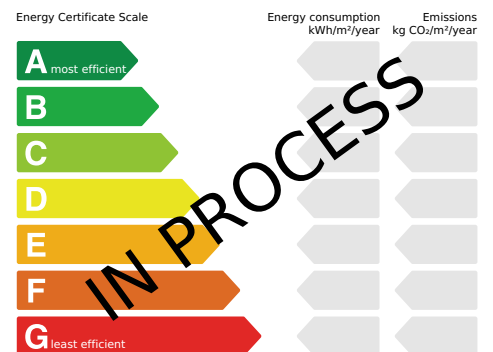 Energy Certificate Scale
Energy consumption
kWh/m²/year
Emissions
kg CO₂/m²/year
A most efficient
B
C
D
E
F
G least efficient
IN PROCESS